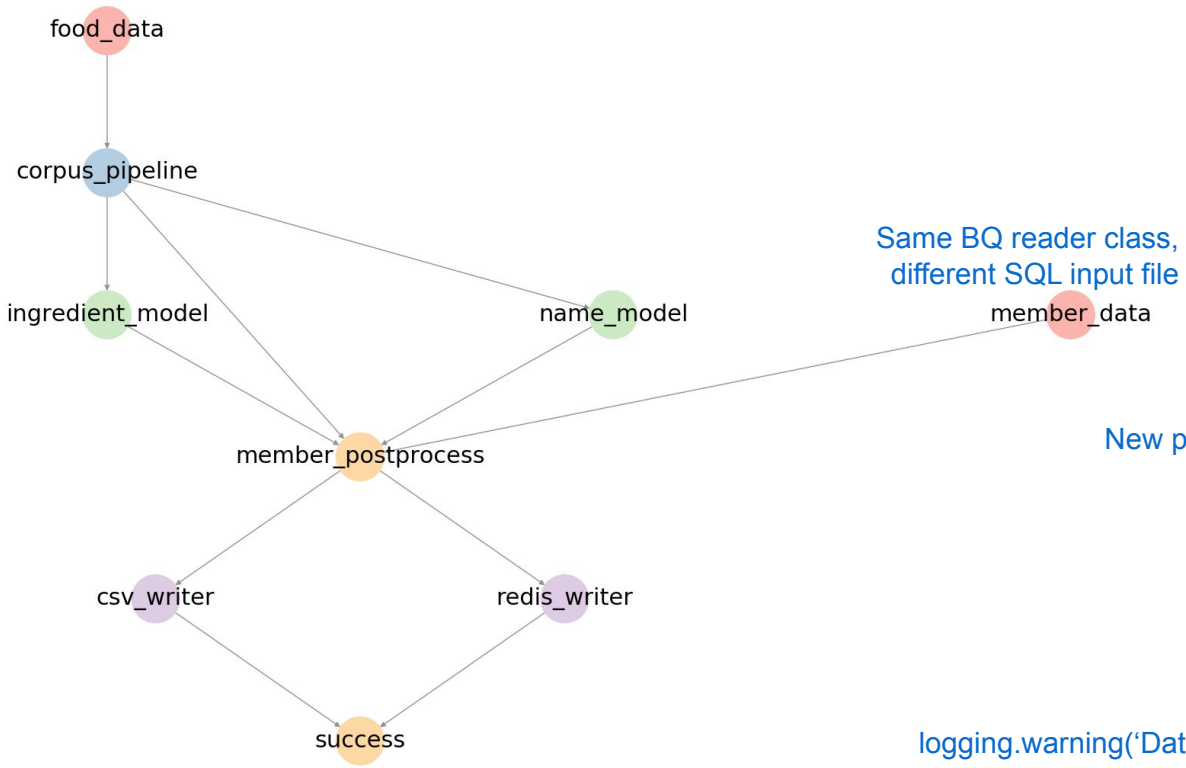 food_data
corpus_pipeline
Same BQ reader class,
different SQL input file
ingredient_model
name_model
member_data
New p
member_postprocess
csv_writer
redis_writer
success
logging.warning(‘Dat